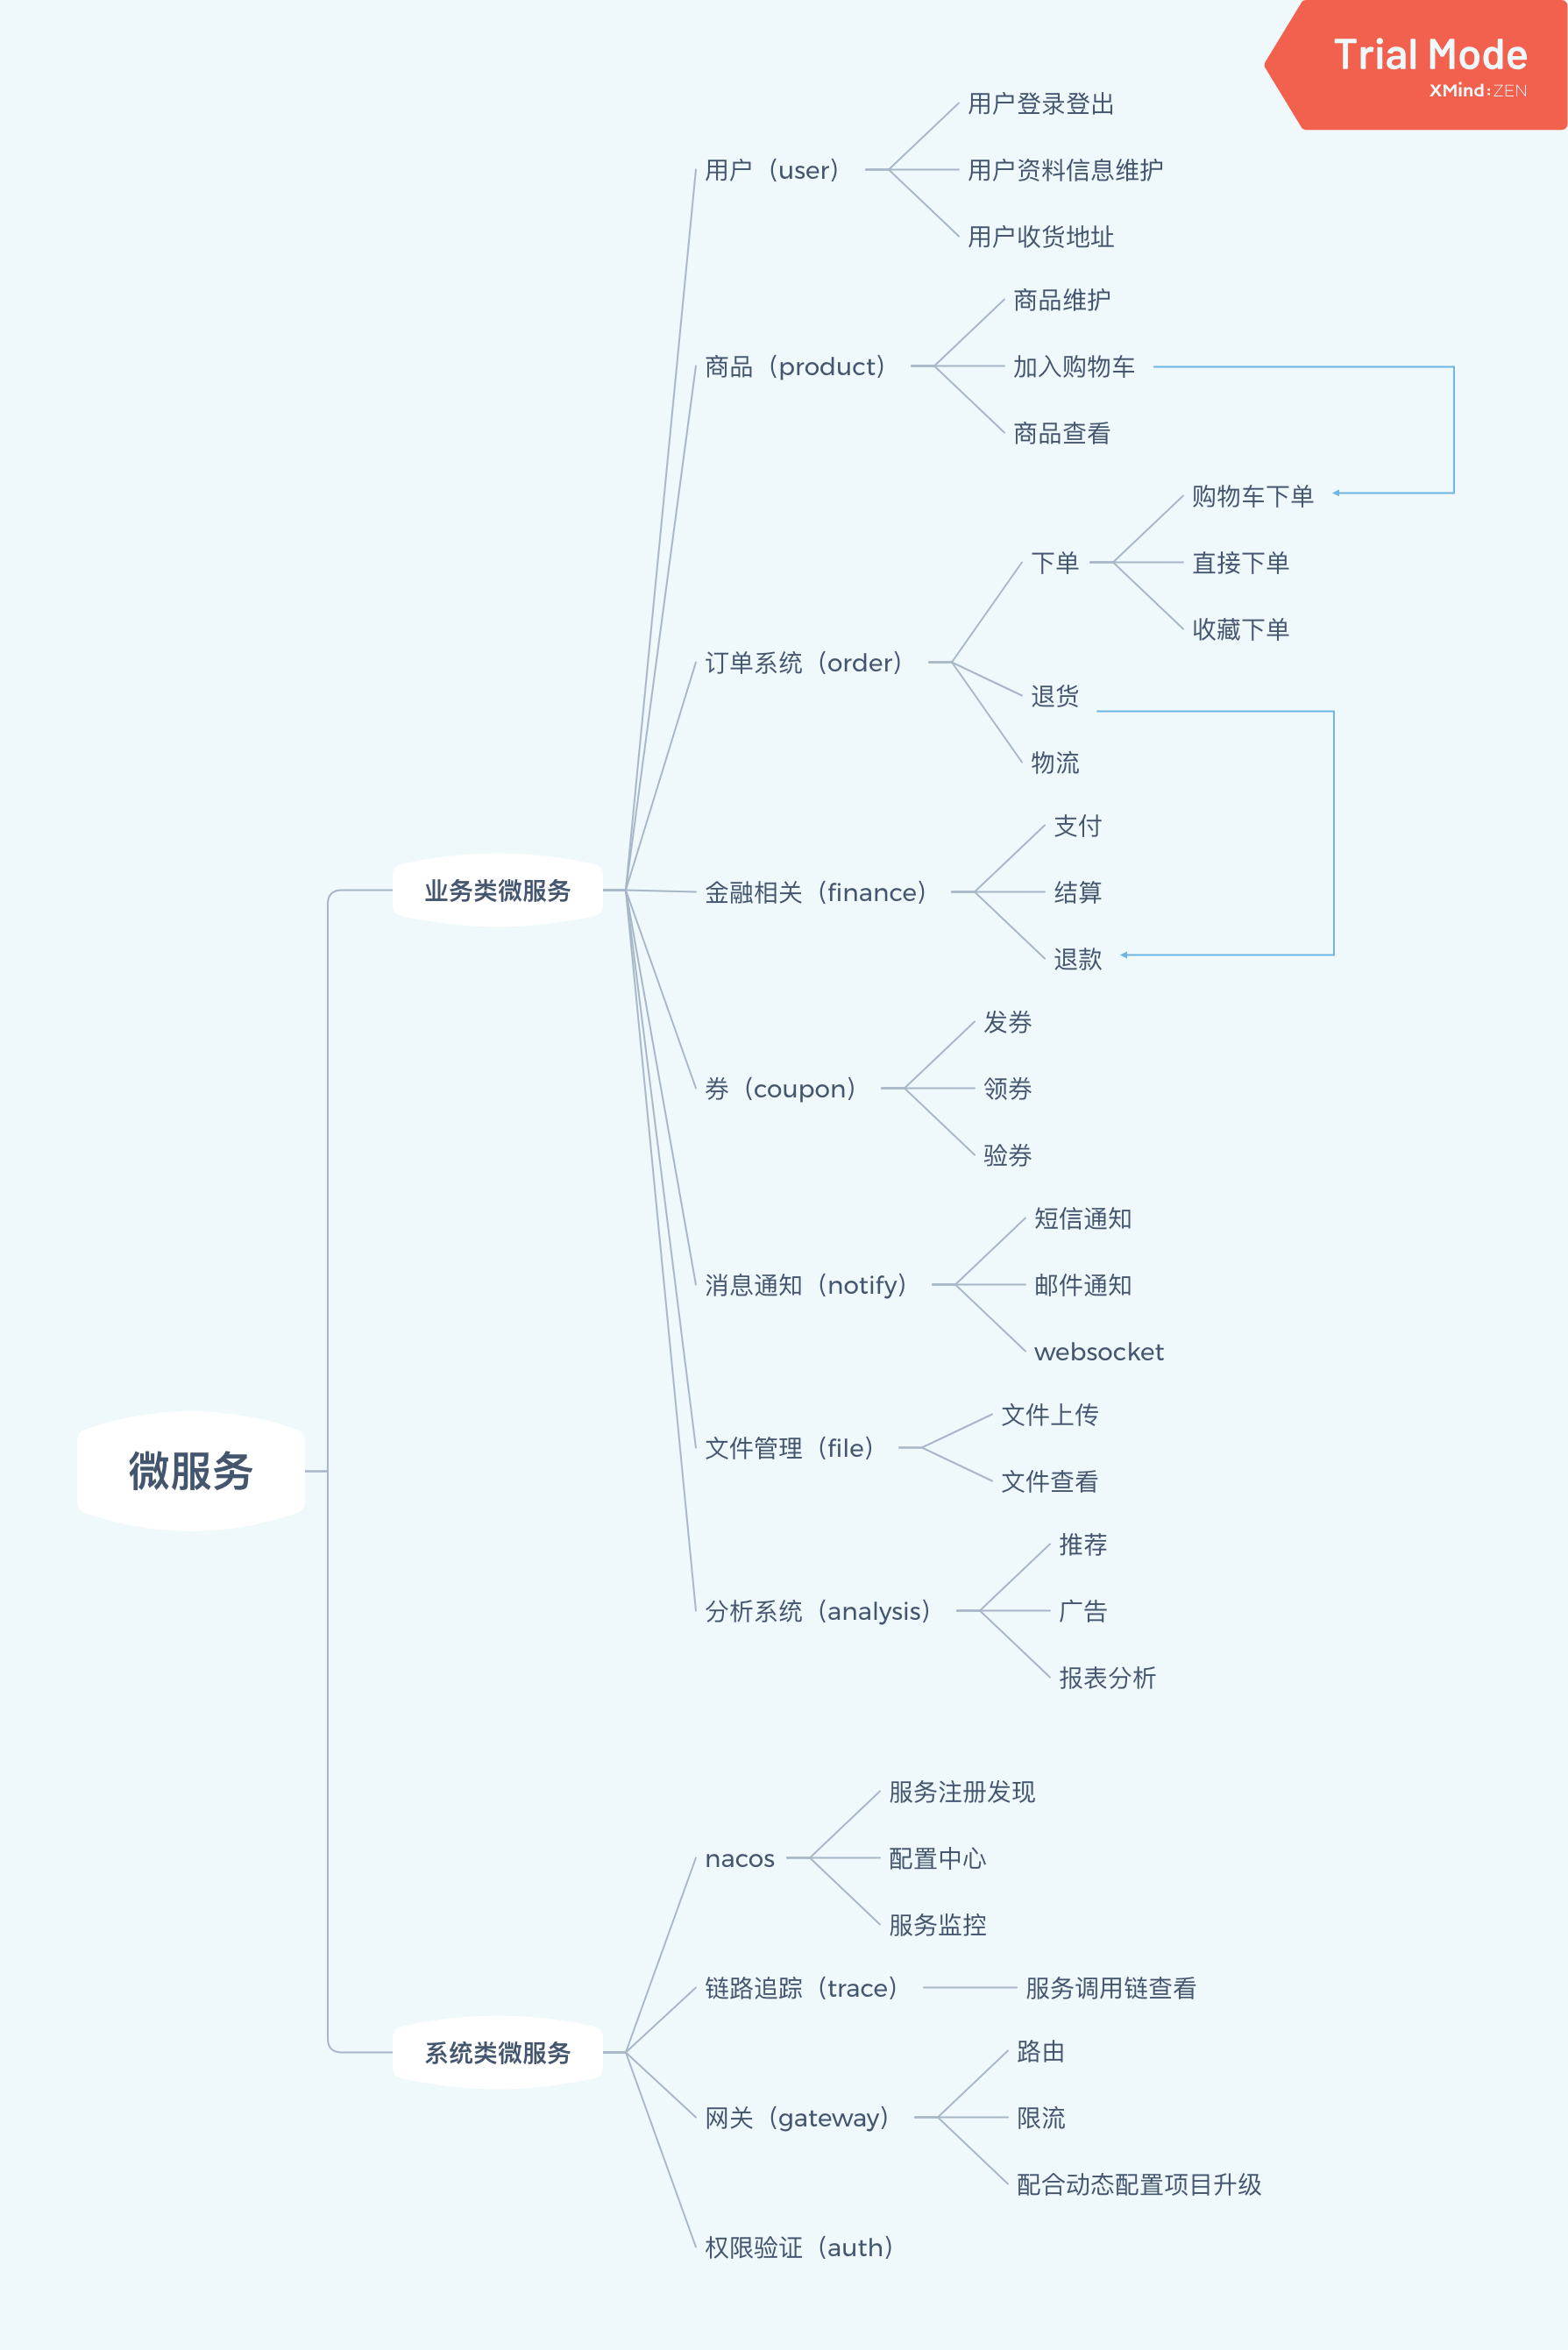 Trial Mode
XMind:ZEN
微服务
业务类微服务
用户（user）
用户登录登出
用户资料信息维护
用户收货地址
商品（product）
商品维护
加入购物车
商品查看
订单系统（order）
下单
购物车下单
直接下单
收藏下单
退货
物流
金融相关（finance）
支付
结算
退款
券（coupon）
发券
领券
验券
消息通知（notify）
短信通知
邮件通知
websocket
文件管理（file）
文件上传
文件查看
分析系统（analysis）
推荐
广告
报表分析
系统类微服务
nacos
服务注册发现
配置中心
服务监控
链路追踪（trace）
服务调用链查看
网关（gateway）
路由
限流
配合动态配置项目升级
权限验证（auth）